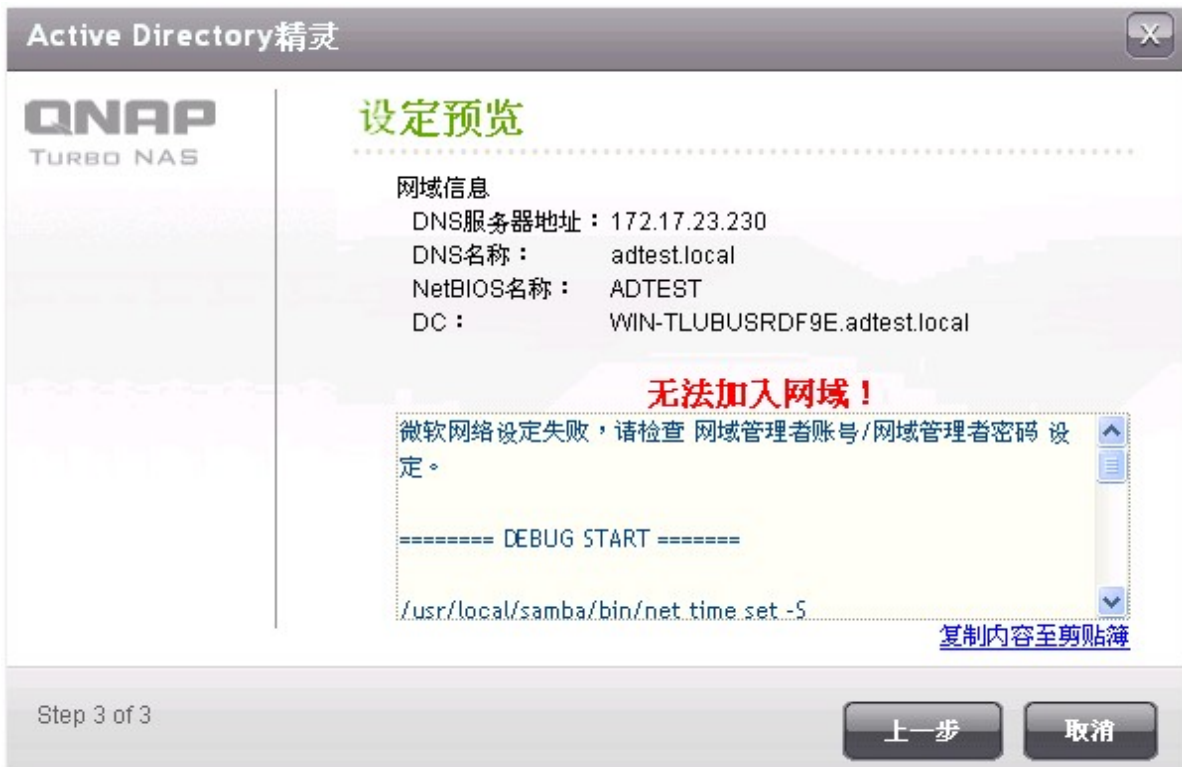 Active Directory精灵
X
QNAP
TURBO NAS
设定预览
网域信息
DNS服务器地址：172.17.23.230
DNS名称： adtest.local
NetBIOS名称： ADTEST
DC： WIN-TLUBUSRDF9E.adtest.local
无法加入网域！
微软网络设定失败，请检查 网域管理者账号/网域管理者密码 设
定。
======== DEBUG START =======
/usr/local/samba/bin/net time set -S
复制内容至剪贴簿
Step 3 of 3
上一步
取消